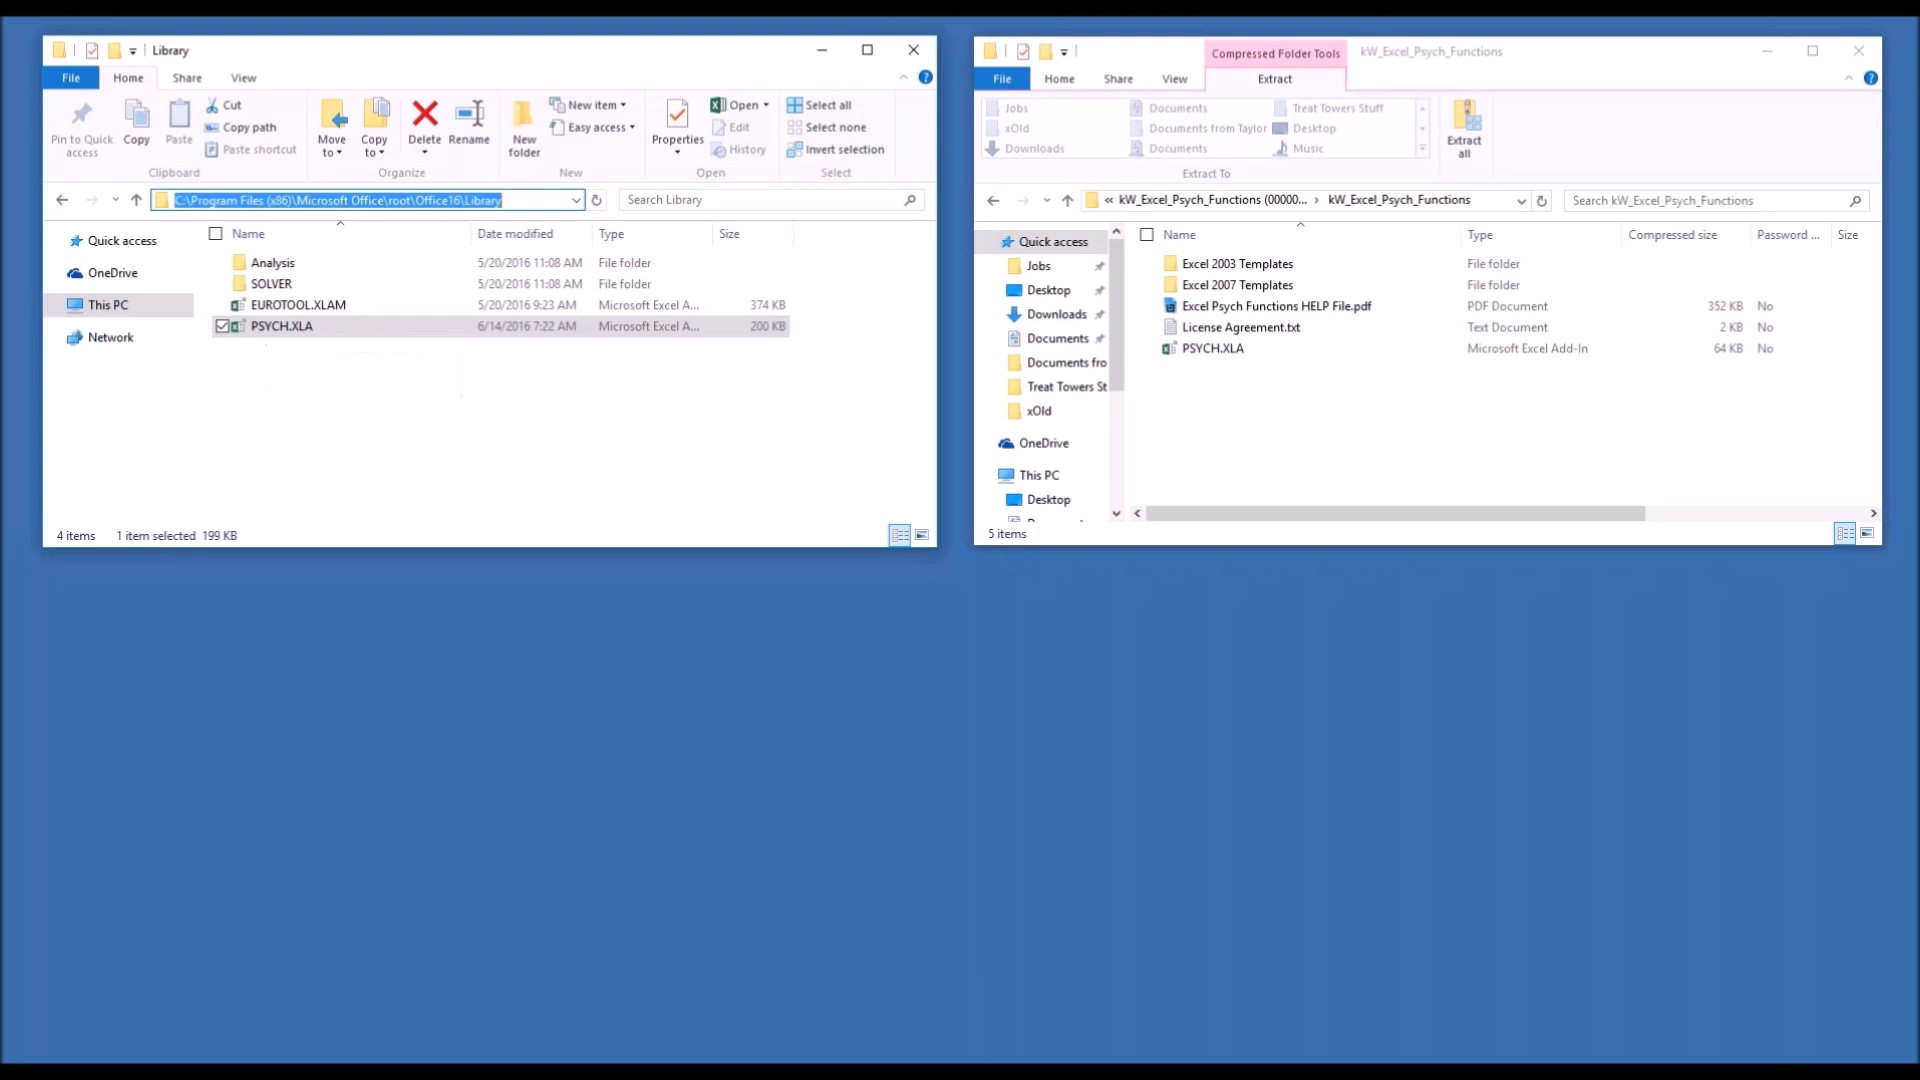 Library
File Home Share View
Pin to Quick access
Copy
Paste
Cut
Copy path
Paste shortcut
Clipboard
Move to
Copy to
Delete
Rename
Organize
New folder
New item
Easy access
New
Properties
Open
Edit
History
Open
Select all
Select none
Invert selection
Select
C:\Program Files (x86)\Microsoft Office\root\Office16\Library
Search Library
Quick access
OneDrive
This PC
Network
Name Date modified Type Size
Analysis 5/20/2016 11:08 AM File folder
SOLVER 5/20/2016 11:08 AM File folder
EUROTOOL.XLAM 5/20/2016 9:23 AM Microsoft Excel A... 374 KB
PSYCH.XLA 6/14/2016 7:22 AM Microsoft Excel A... 200 KB
4 items 1 item selected 199 KB
Compressed Folder Tools kW_Excel_Psych_Functions
File Home Share View Extract
Jobs Documents Treat Towers Stuff
xOld Documents from Taylor Desktop
Downloads Documents Music
Extract To
Extract all
« kW_Excel_Psych_Functions (00000... › kW_Excel_Psych_Functions
Search kW_Excel_Psych_Functions
Quick access
Jobs
Desktop
Downloads
Documents
Documents fro
Treat Towers St
xOld
OneDrive
This PC
Desktop
Name Type Compressed size Password ... Size
Excel 2003 Templates File folder
Excel 2007 Templates File folder
Excel Psych Functions HELP File.pdf PDF Document 352 KB No
License Agreement.txt Text Document 2 KB No
PSYCH.XLA Microsoft Excel Add-In 64 KB No
5 items